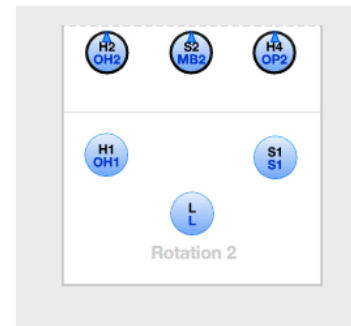 H2 S2 H4
OH2 MB2 OP2
H1 S1
OH1 S1
L
L
Rotation 2